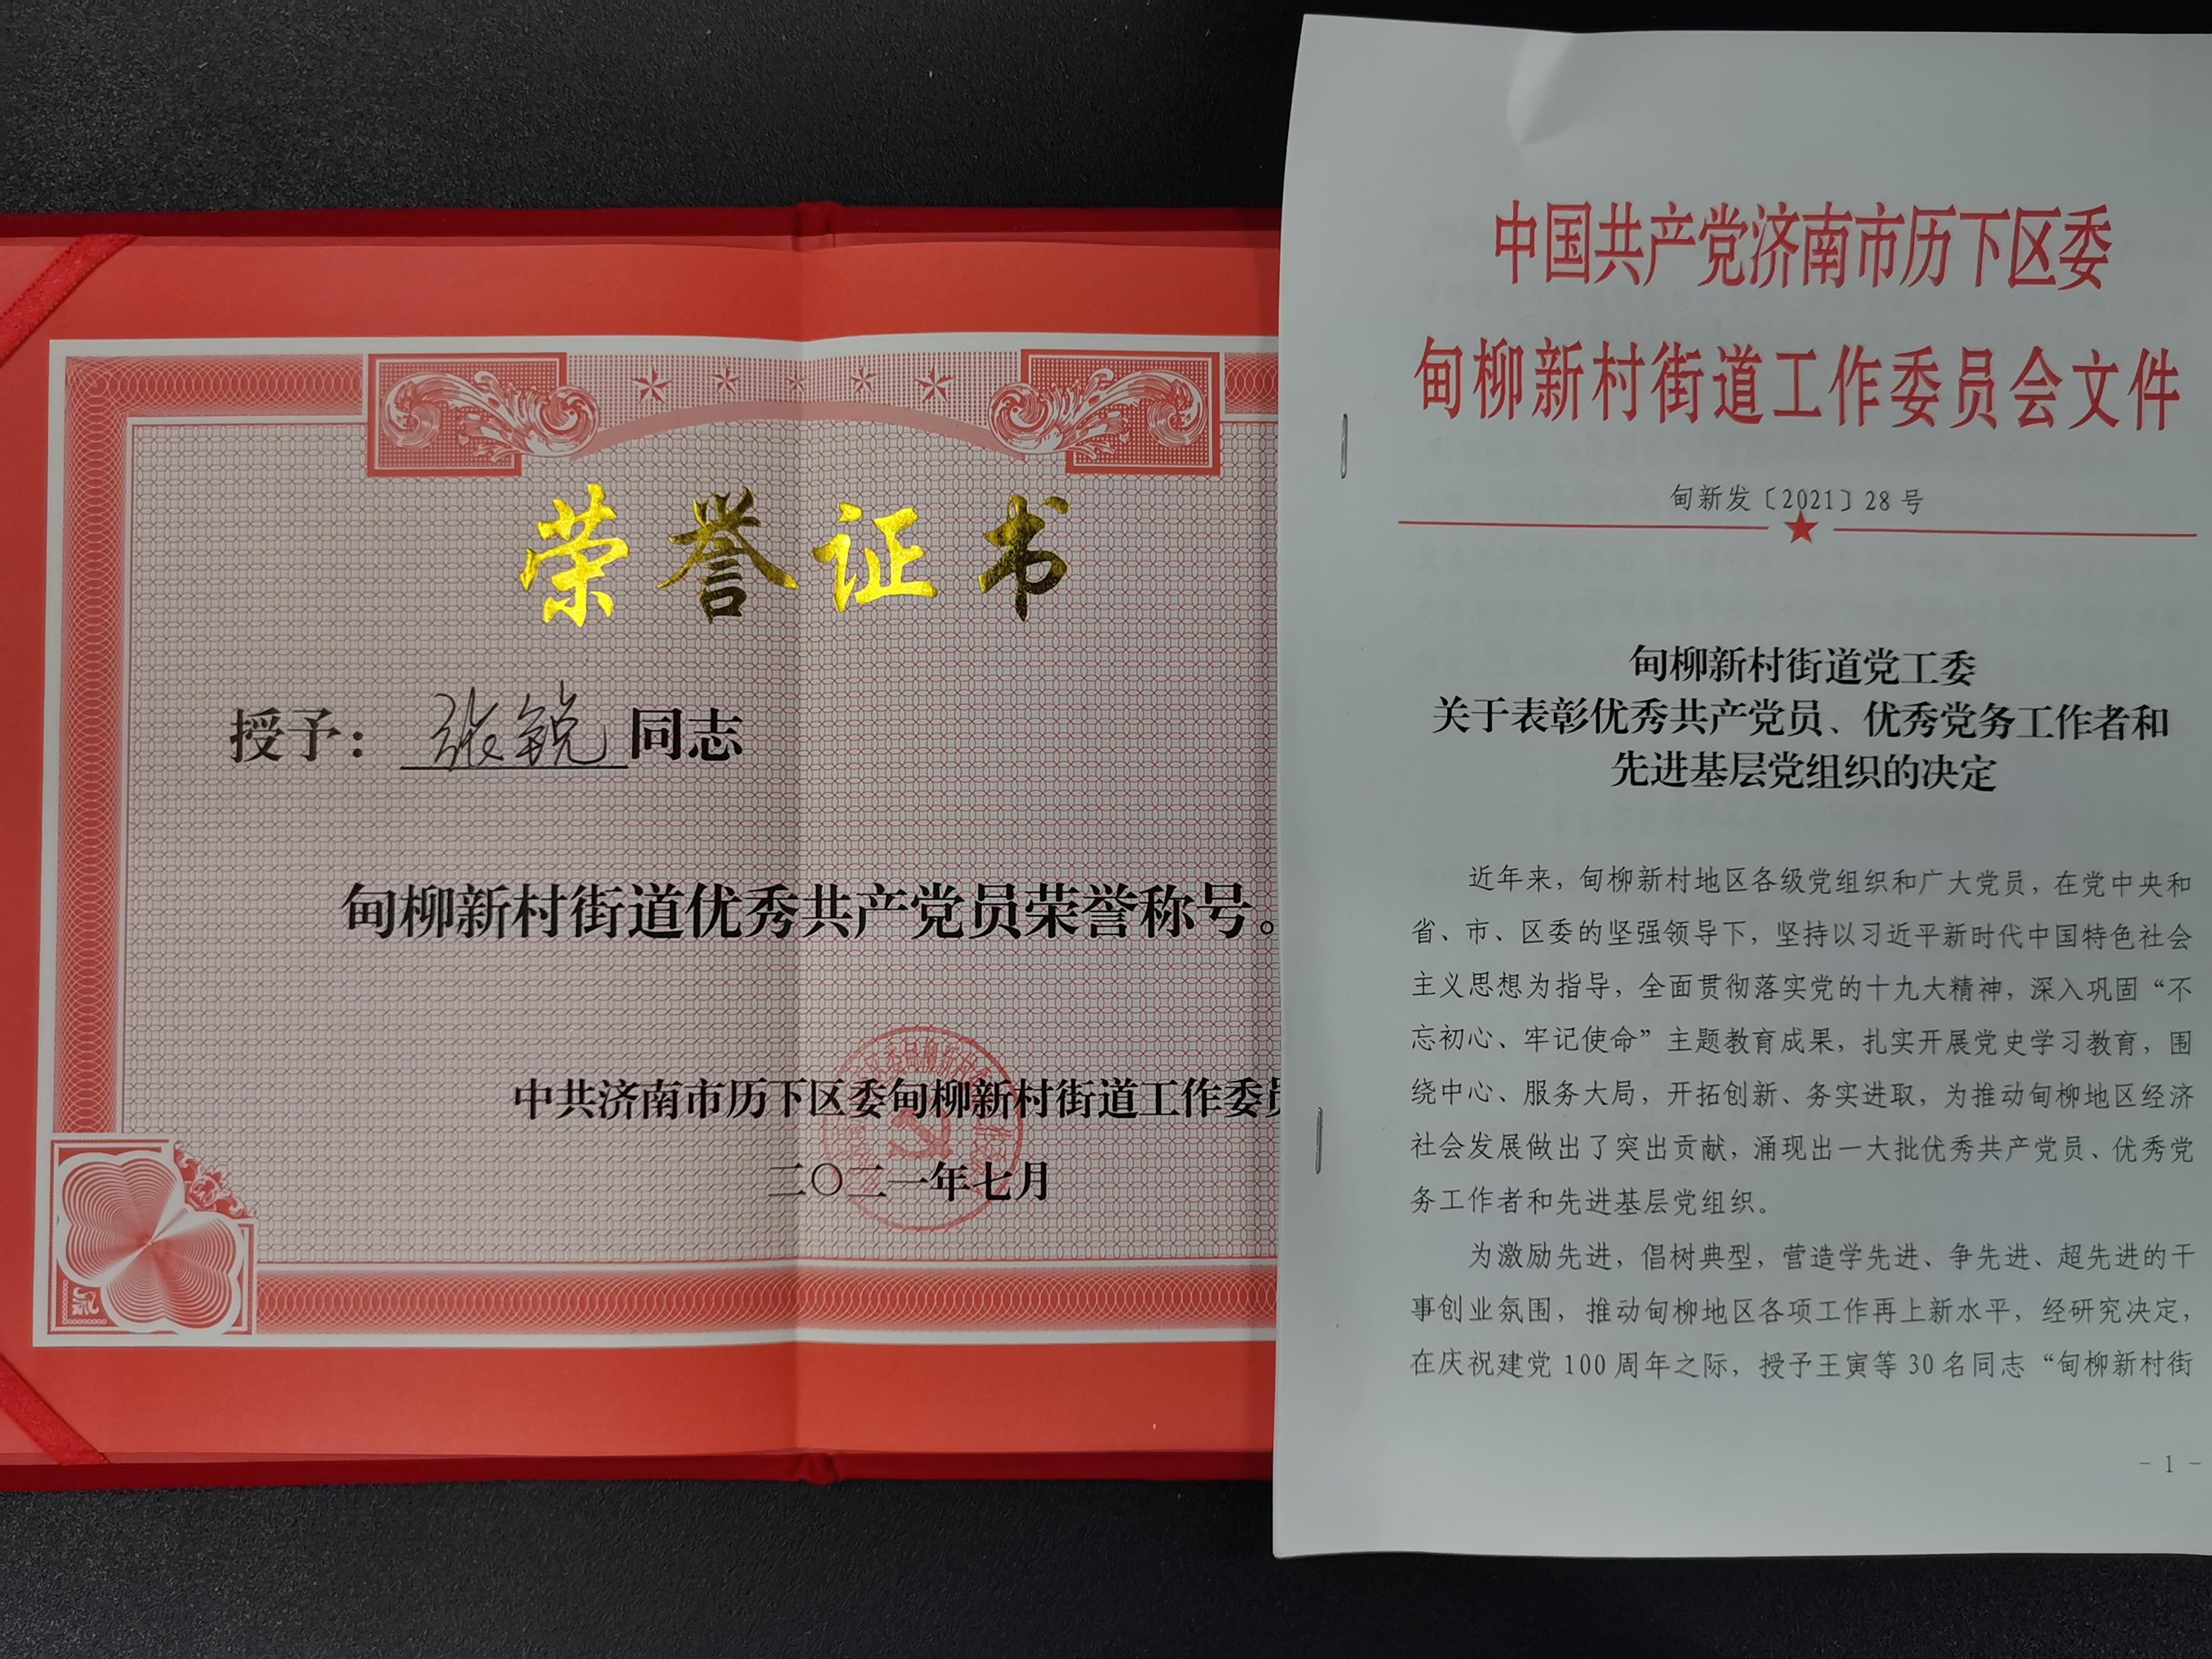 荣誉证书
授予：张锐同志
甸柳新村街道优秀共产党员荣誉称号。
中共济南市历下区委甸柳新村街道工作委员
二〇二一年七月
中国共产党济南市历下区委
甸柳新村街道工作委员会文件
甸新发〔2021〕28号
甸柳新村街道党工委
关于表彰优秀共产党员、优秀党务工作者和
先进基层党组织的决定
近年来，甸柳新村地区各级党组织和广大党员，在党中央和
省、市、区委的坚强领导下，坚持以习近平新时代中国特色社会
主义思想为指导，全面贯彻落实党的十九大精神，深入巩固“不
忘初心、牢记使命”主题教育成果，扎实开展党史学习教育，围
绕中心、服务大局，开拓创新、务实进取，为推动甸柳地区经济
社会发展做出了突出贡献，涌现出一大批优秀共产党员、优秀党
务工作者和先进基层党组织。
为激励先进，倡树典型，营造学先进、争先进、超先进的干
事创业氛围，推动甸柳地区各项工作再上新水平，经研究决定，
在庆祝建党100周年之际，授予王寅等30名同志“甸柳新村街
- 1 -